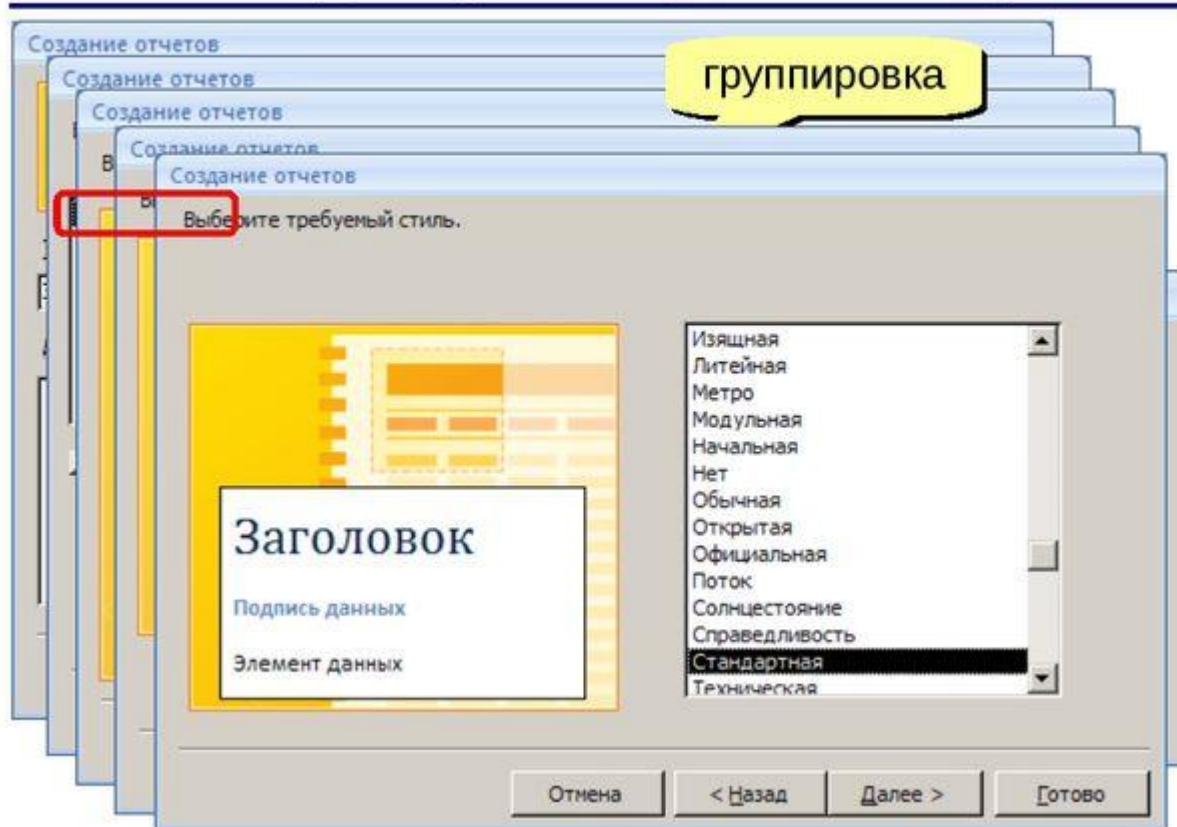 Создание отчетов
Создание отчетов
группировка
Создание отчетов
Создание отчетов
Создание отчетов
Выберите требуемый стиль.
Изящная
Литейная
Метро
Модульная
Начальная
Нет
Обычная
Открытая
Официальная
Поток
Солнцестояние
Справедливость
Стандартная
Техническая
Заголовок
Подпись данных
Элемент данных
Отмена
< Назад
Далее >
Готово